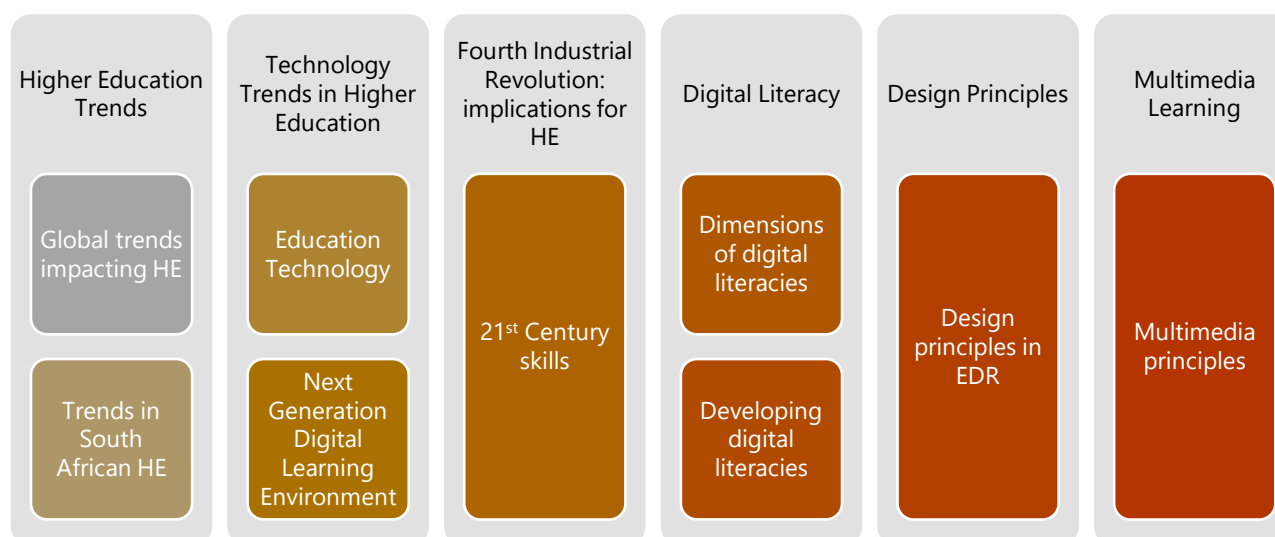 Higher Education
Trends
Global trends
impacting HE
Trends in
South
African HE
Technology
Trends in Higher
Education
Education
Technology
Next
Generation
Digital
Learning
Environment
Fourth Industrial
Revolution:
implications for
HE
21st Century
skills
Digital Literacy
Dimensions
of digital
literacies
Developing
digital
literacies
Design Principles
Design
principles in
EDR
Multimedia
Learning
Multimedia
principles